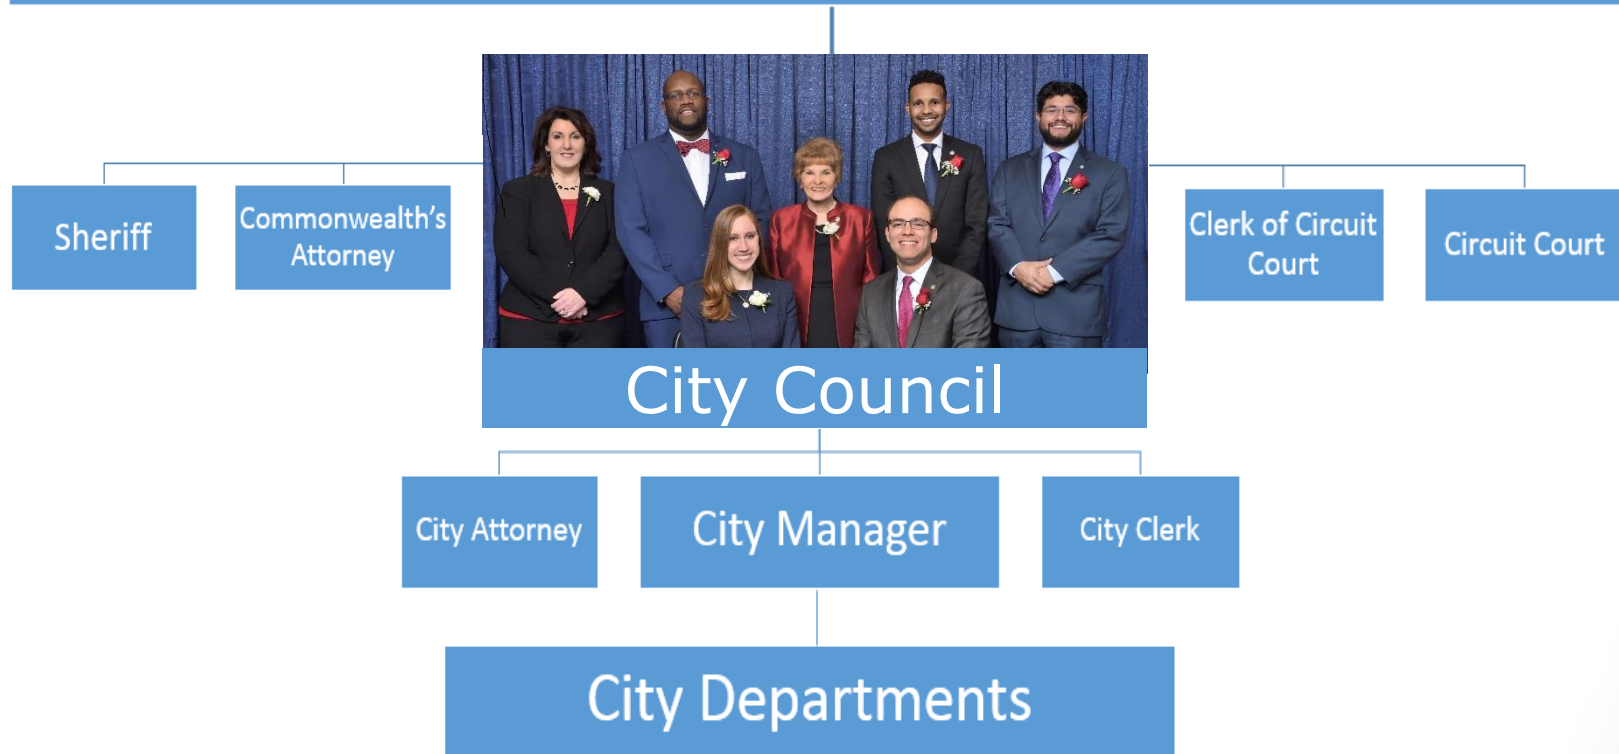 Sheriff
Commonwealth's
Attorney
Clerk of Circuit
Court
Circuit Court
City Council
City Attorney
City Manager
City Clerk
City Departments